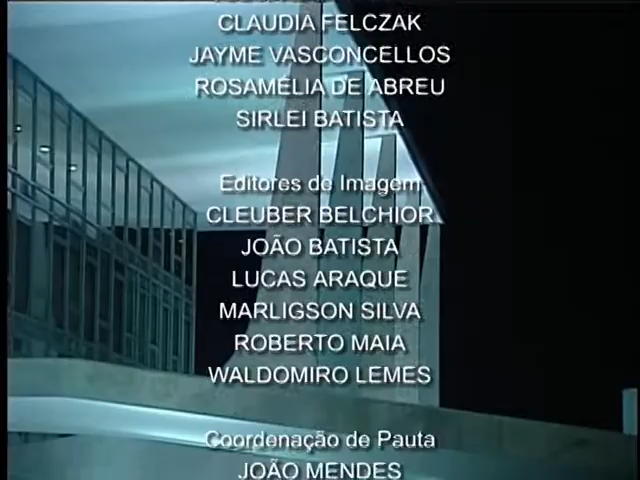 CLAUDIA FELCZAK
JAYME VASCONCELLOS
ROSAMÉLIA DE ABREU
SIRLEI BATISTA
Editores de Imagem
CLEUBER BELCHIOR
JOÃO BATISTA
LUCAS ARAQUE
MARLIGSON SILVA
ROBERTO MAIA
WALDOMIRO LEMES
Coordenação de Pauta
JOÃO MENDES